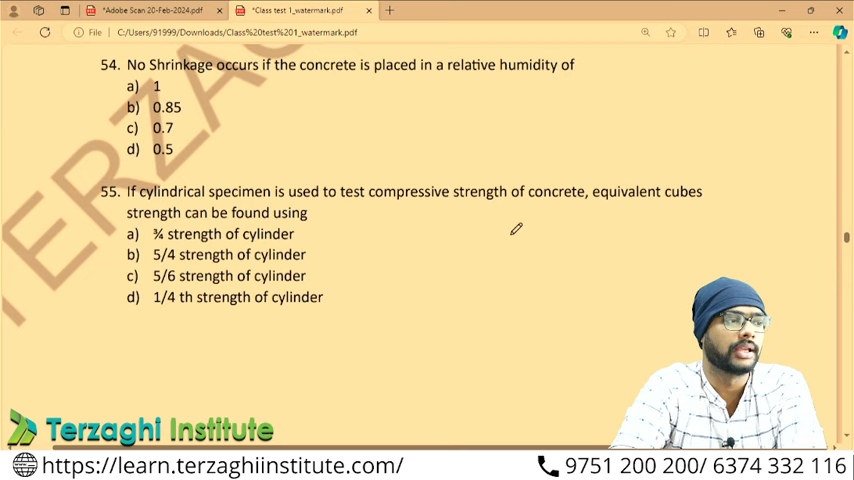 *Adobe Scan 20-Feb-2024.pdf
*Class test 1_watermark.pdf
File
C:/Users/91999/Downloads/Class%20test%201_watermark.pdf
54. No Shrinkage occurs if the concrete is placed in a relative humidity of
a) 1
b) 0.85
c) 0.7
d) 0.5
55. If cylindrical specimen is used to test compressive strength of concrete, equivalent cubes
strength can be found using
a) ¾ strength of cylinder
b) 5/4 strength of cylinder
c) 5/6 strength of cylinder
d) 1/4 th strength of cylinder
TERZAG
Terzaghi Institute
https://learn.terzaghiinstitute.com/
9751 200 200/ 6374 332 116